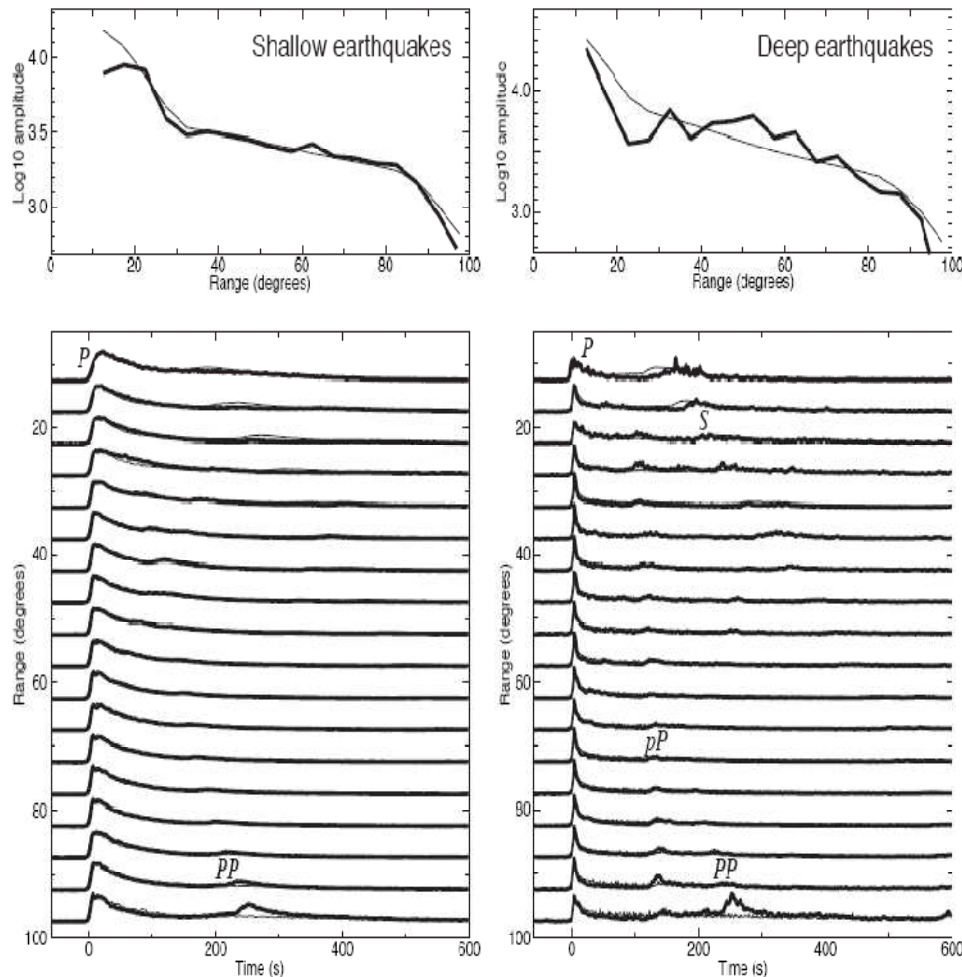 Shallow earthquakes
Log10 amplitude
4.0
3.5
3.0
0 20 40 60 80 100
Range (degrees)
Deep earthquakes
Log10 amplitude
4.0
3.0
0 20 40 60 80 100
Range (degrees)
P
20
40
60
80
100
Range (degrees)
PP
0 200 400 600
Time (s)
P
S
20
40
60
80
100
Range (degrees)
pP
PP
0 200 400 600
Time (s)